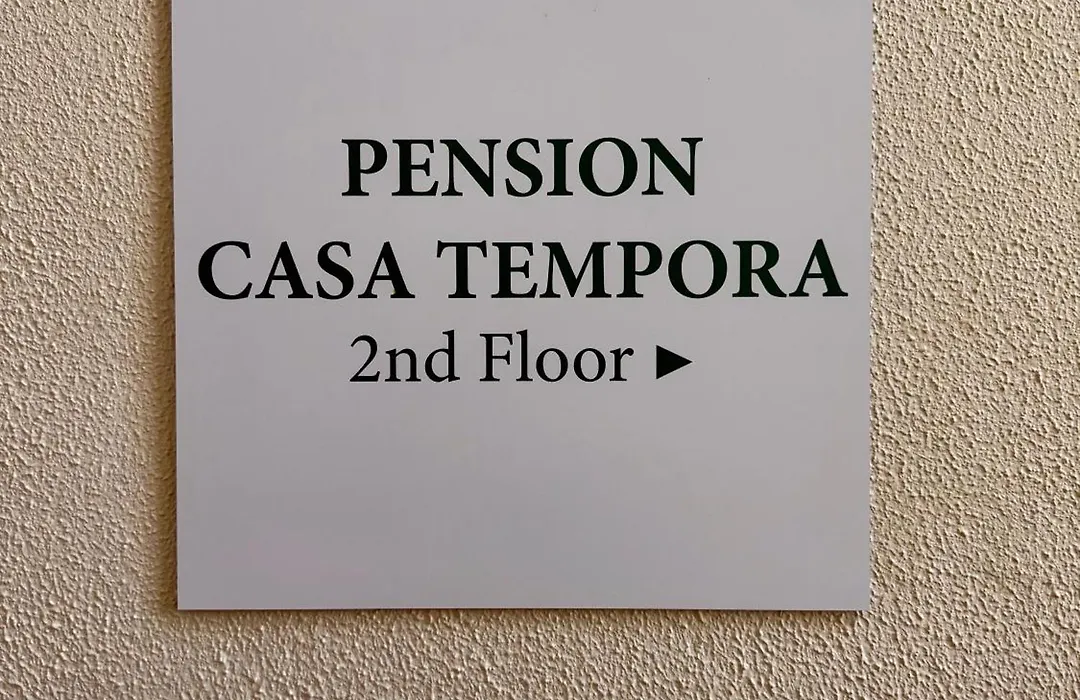 PENSION
CASA TEMPORA
2nd Floor ►